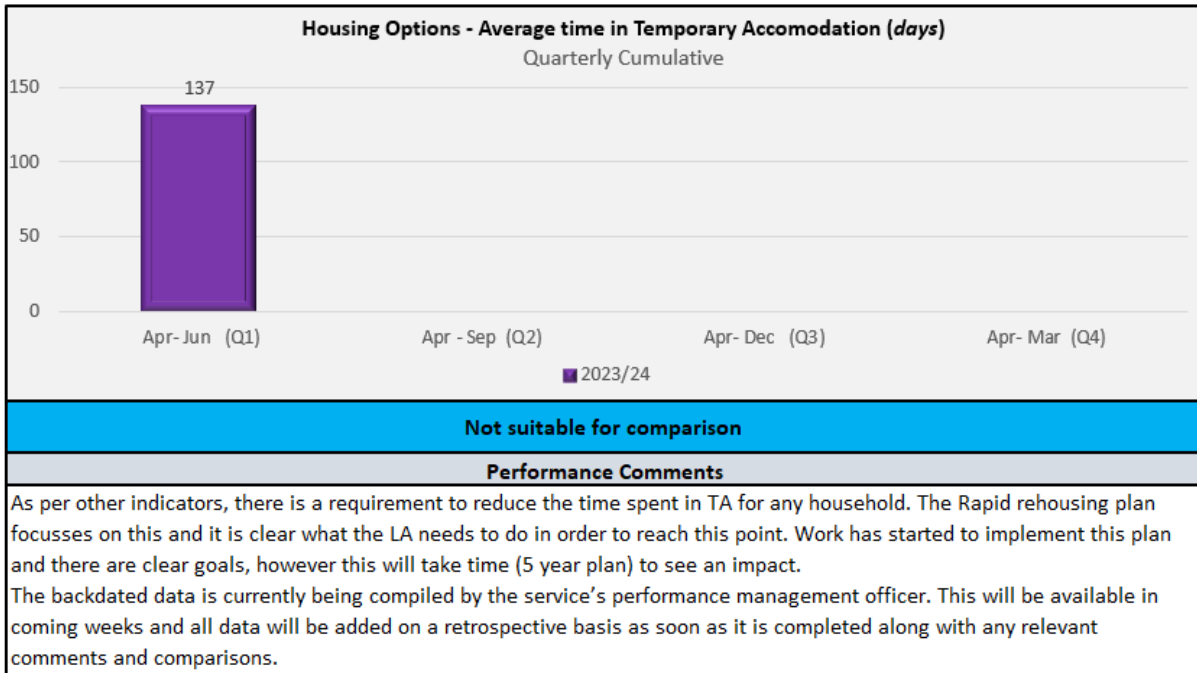 Housing Options - Average time in Temporary Accomodation (days)
Quarterly Cumulative
150
137
100
50
0
Apr- Jun (Q1)
Apr - Sep (Q2)
Apr- Dec (Q3)
Apr- Mar (Q4)
2023/24
Not suitable for comparison
Performance Comments
As per other indicators, there is a requirement to reduce the time spent in TA for any household. The Rapid rehousing plan
focusses on this and it is clear what the LA needs to do in order to reach this point. Work has started to implement this plan
and there are clear goals, however this will take time (5 year plan) to see an impact.
The backdated data is currently being compiled by the service's performance management officer. This will be available in
coming weeks and all data will be added on a retrospective basis as soon as it is completed along with any relevant
comments and comparisons.